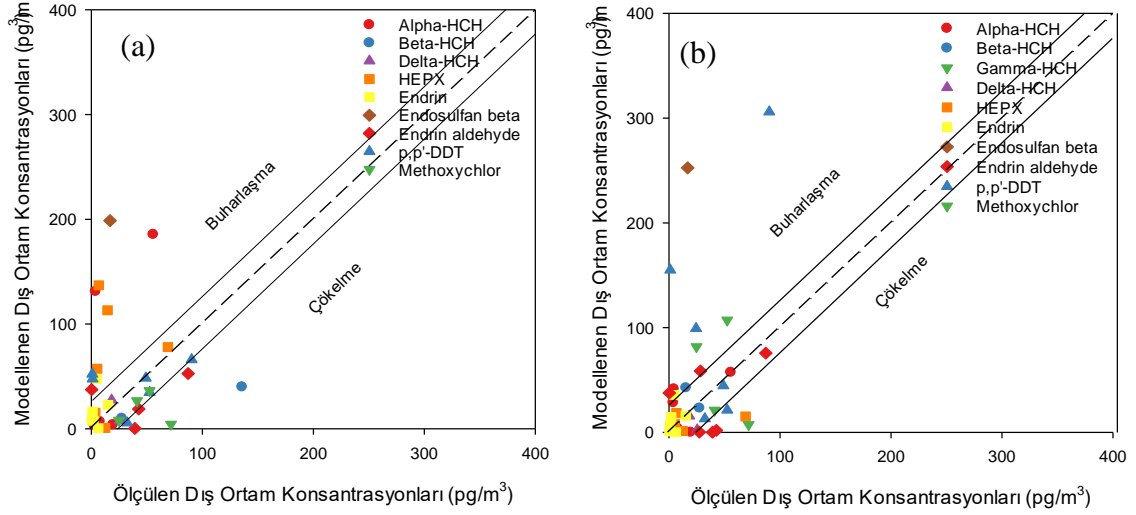 Modellenen Dış Ortam Konsantrasyonları (pg/m³)
400
300
200
100
0
(a)
Alpha-HCH
Beta-HCH
Delta-HCH
HEPX
Endrin
Endosulfan beta
Endrin aldehyde
p,p'-DDT
Methoxychlor
Buharlaşma
Çökelme
0 100 200 300 400
Ölçülen Dış Ortam Konsantrasyonları (pg/m³)
Modellenen Dış Ortam Konsantrasyonları (pg/m³)
400
300
200
100
0
(b)
Alpha-HCH
Beta-HCH
Gamma-HCH
Delta-HCH
HEPX
Endrin
Endosulfan beta
Endrin aldehyde
p,p'-DDT
Methoxychlor
Buharlaşma
Çökelme
0 100 200 300 400
Ölçülen Dış Ortam Konsantrasyonları (pg/m³)